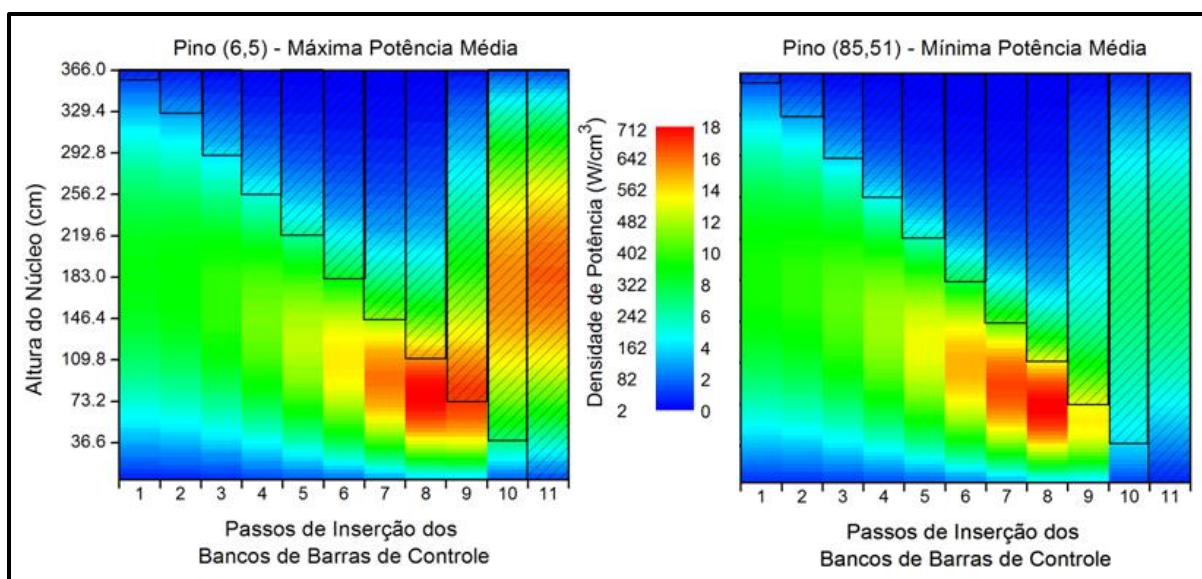 Pino (6,5) - Máxima Potência Média
Pino (85,51) - Mínima Potência Média
Altura do Núcleo (cm)
366.0
329.4
292.8
256.2
219.6
183.0
146.4
109.8
73.2
36.6
1 2 3 4 5 6 7 8 9 10 11
Passos de Inserção dos
Bancos de Barras de Controle
Densidade de Potência (W/cm³)
712 18
642 16
562 14
482 12
402 10
322 8
242 6
162 4
82 2
2 0
1 2 3 4 5 6 7 8 9 10 11
Passos de Inserção dos
Bancos de Barras de Controle